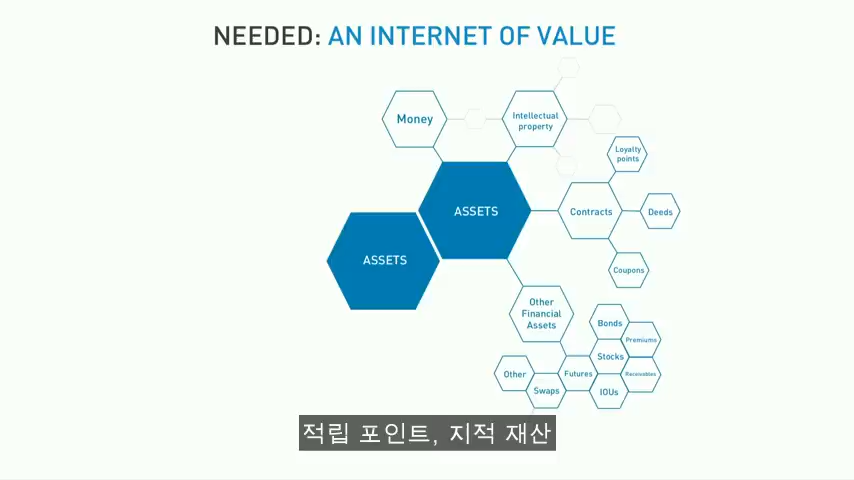 NEEDED: AN INTERNET OF VALUE
Money
Intellectual
property
Loyalty
points
ASSETS
Contracts
Deeds
ASSETS
Coupons
Other
Financial
Assets
Bonds
Premiums
Stocks
Other
Futures
Receivables
Swaps
IOUs
적립 포인트, 지적 재산